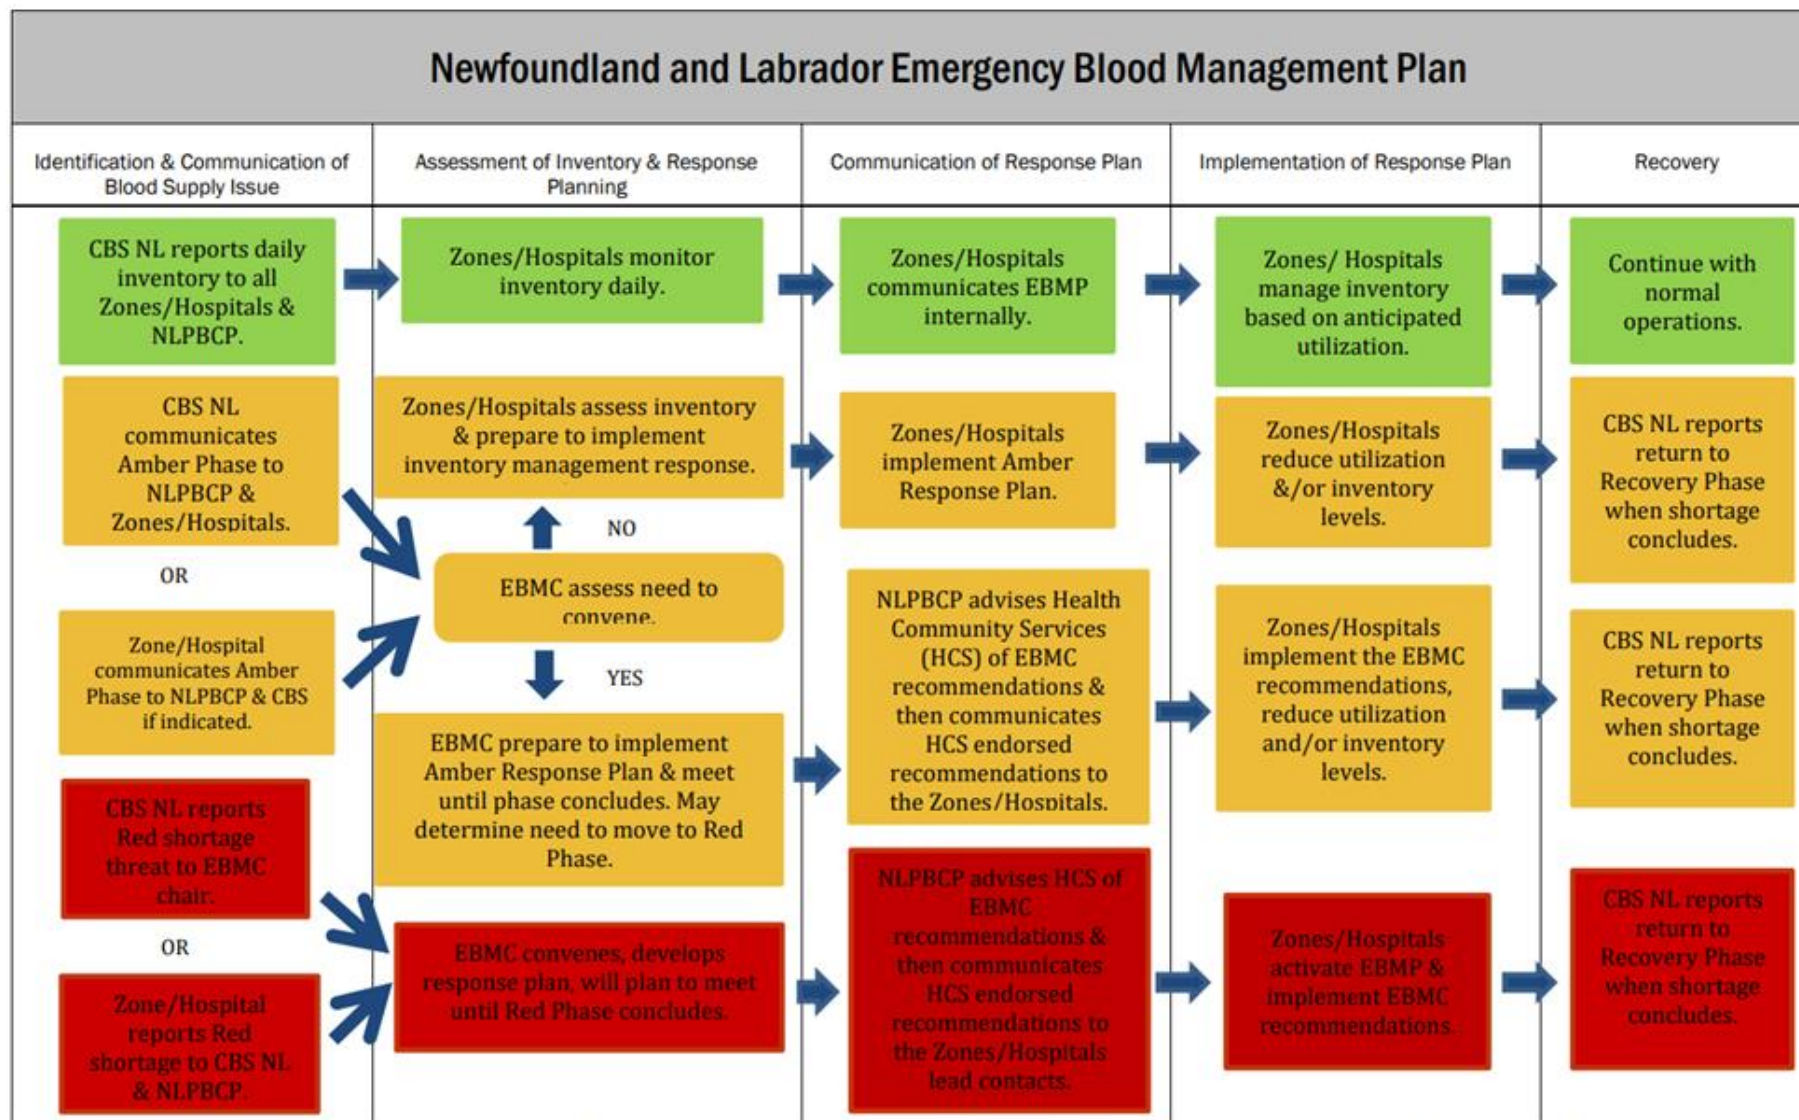 Newfoundland and Labrador Emergency Blood Management Plan
Identification & Communication of
Blood Supply Issue
Assessment of Inventory & Response
Planning
Communication of Response Plan
Implementation of Response Plan
Recovery
CBS NL reports daily
inventory to all
Zones/Hospitals &
NLPBCP.
Zones/Hospitals monitor
inventory daily.
Zones/Hospitals
communicates EBMP
internally.
Zones/ Hospitals
manage inventory
based on anticipated
utilization.
Continue with
normal
operations.
CBS NL
communicates
Amber Phase to
NLPBCP &
Zones/Hospitals.
OR
Zone/Hospital
communicates Amber
Phase to NLPBCP & CBS
if indicated.
Zones/Hospitals assess inventory
& prepare to implement
inventory management response.
NO
EBMC assess need to
convene.
YES
EBMC prepare to implement
Amber Response Plan & meet
until phase concludes. May
determine need to move to Red
Phase.
Zones/Hospitals
implement Amber
Response Plan.
Zones/Hospitals
reduce utilization
&/or inventory
levels.
CBS NL reports
return to
Recovery Phase
when shortage
concludes.
NLPBCP advises Health
Community Services
(HCS) of EBMC
recommendations &
then communicates
HCS endorsed
recommendations to
the Zones/Hospitals.
Zones/Hospitals
implement the EBMC
recommendations,
reduce utilization
and/or inventory
levels.
CBS NL reports
return to
Recovery Phase
when shortage
concludes.
CBS NL reports
Red shortage
threat to EBMC
chair.
OR
Zone/Hospital
reports Red
shortage to CBS NL
& NLPBCP
EBMC convenes, develops
response plan, will plan to meet
until Red Phase concludes.
NLPBCP advises HCS of
EBMC
recommendations &
then communicates
HCS endorsed
recommendations to
the Zones/Hospitals
lead contacts.
Zones/Hospitals
activate EBMP &
implement EBMC
recommendations.
CBS NL reports
return to
Recovery Phase
when shortage
concludes.